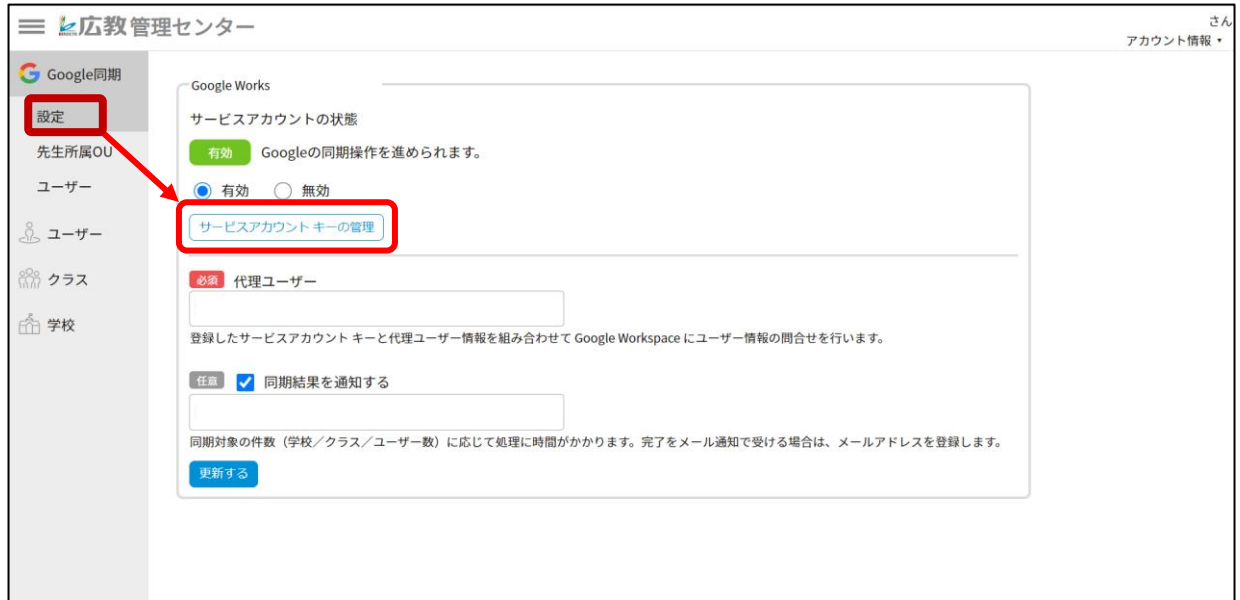 広教管理センター
さん
アカウント情報
Google同期
設定
先生所属OU
ユーザー
ユーザー
クラス
学校
Google Works
サービスアカウントの状態
有効 Googleの同期操作を進められます。
有効 無効
サービスアカウント キーの管理
必須 代理ユーザー
登録したサービスアカウント キーと代理ユーザー情報を組み合わせて Google Workspace にユーザー情報の問合せを行います。
任意 同期結果を通知する
同期対象の件数（学校／クラス／ユーザー数）に応じて処理に時間がかかります。完了をメール通知で受ける場合は、メールアドレスを登録します。
更新する